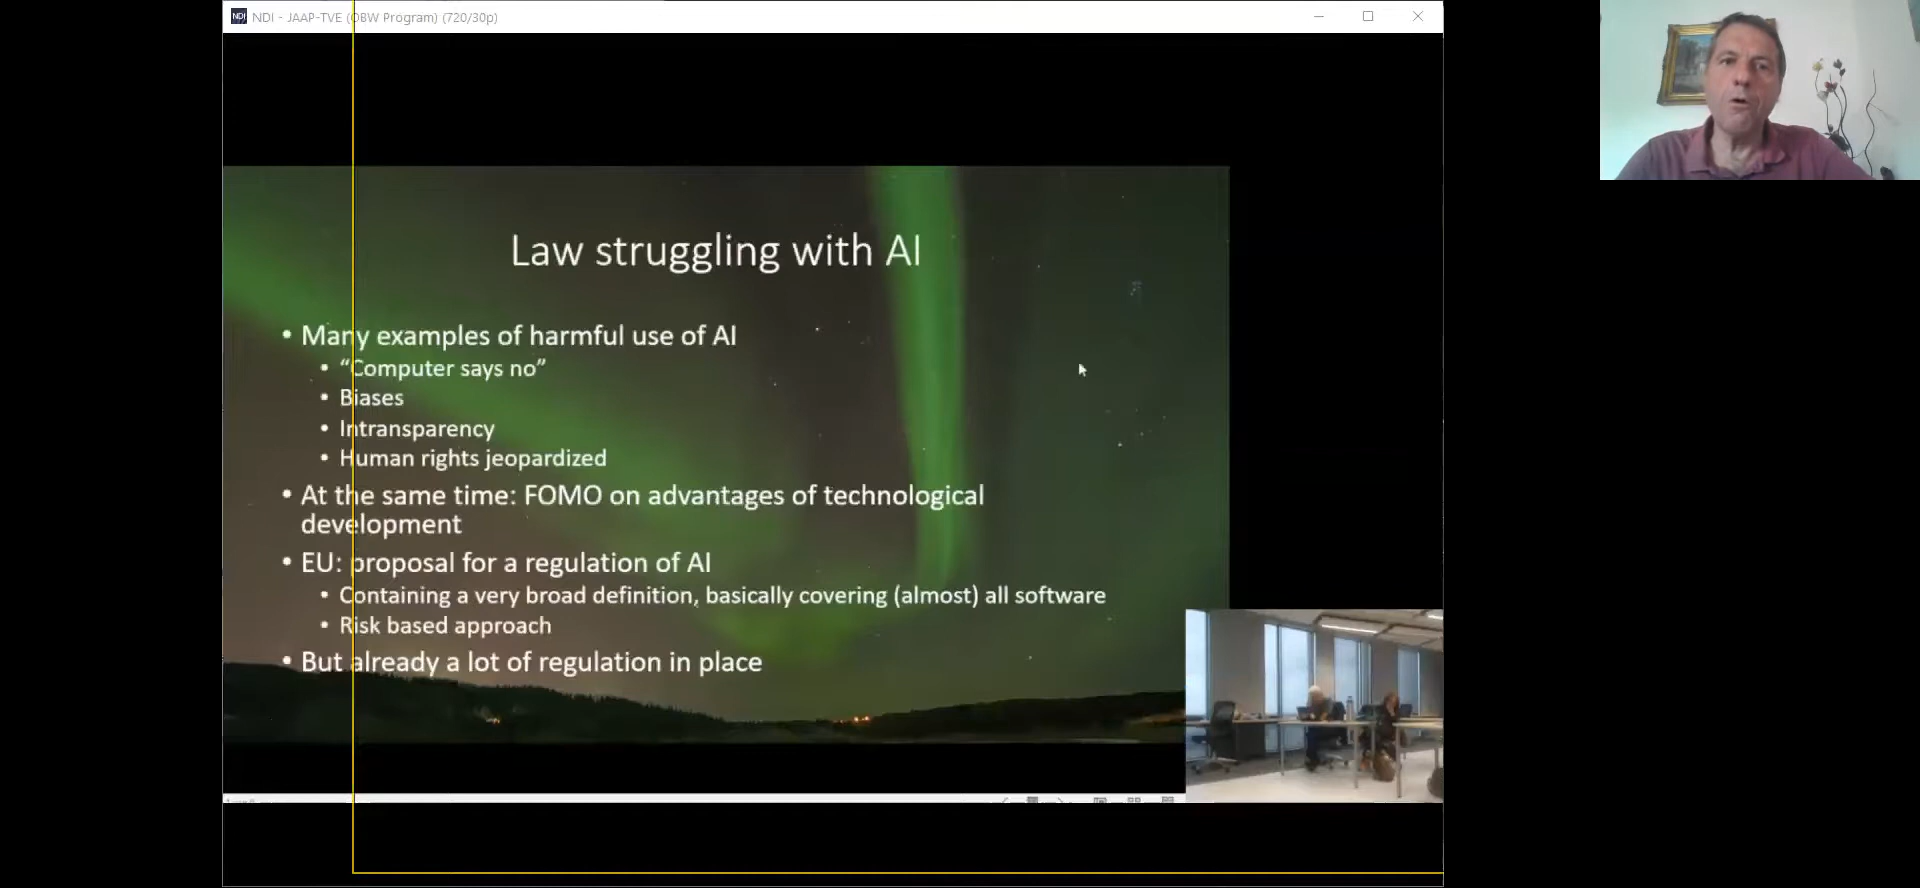 NDI NDI - JAAP-TVE (OBW Program) (720/30p)
Law struggling with AI
• Many examples of harmful use of AI
• “Computer says no”
• Biases
• Intransparency
• Human rights jeopardized
• At the same time: FOMO on advantages of technological
development
• EU: proposal for a regulation of AI
• Containing a very broad definition, basically covering (almost) all software
• Risk based approach
• But already a lot of regulation in place